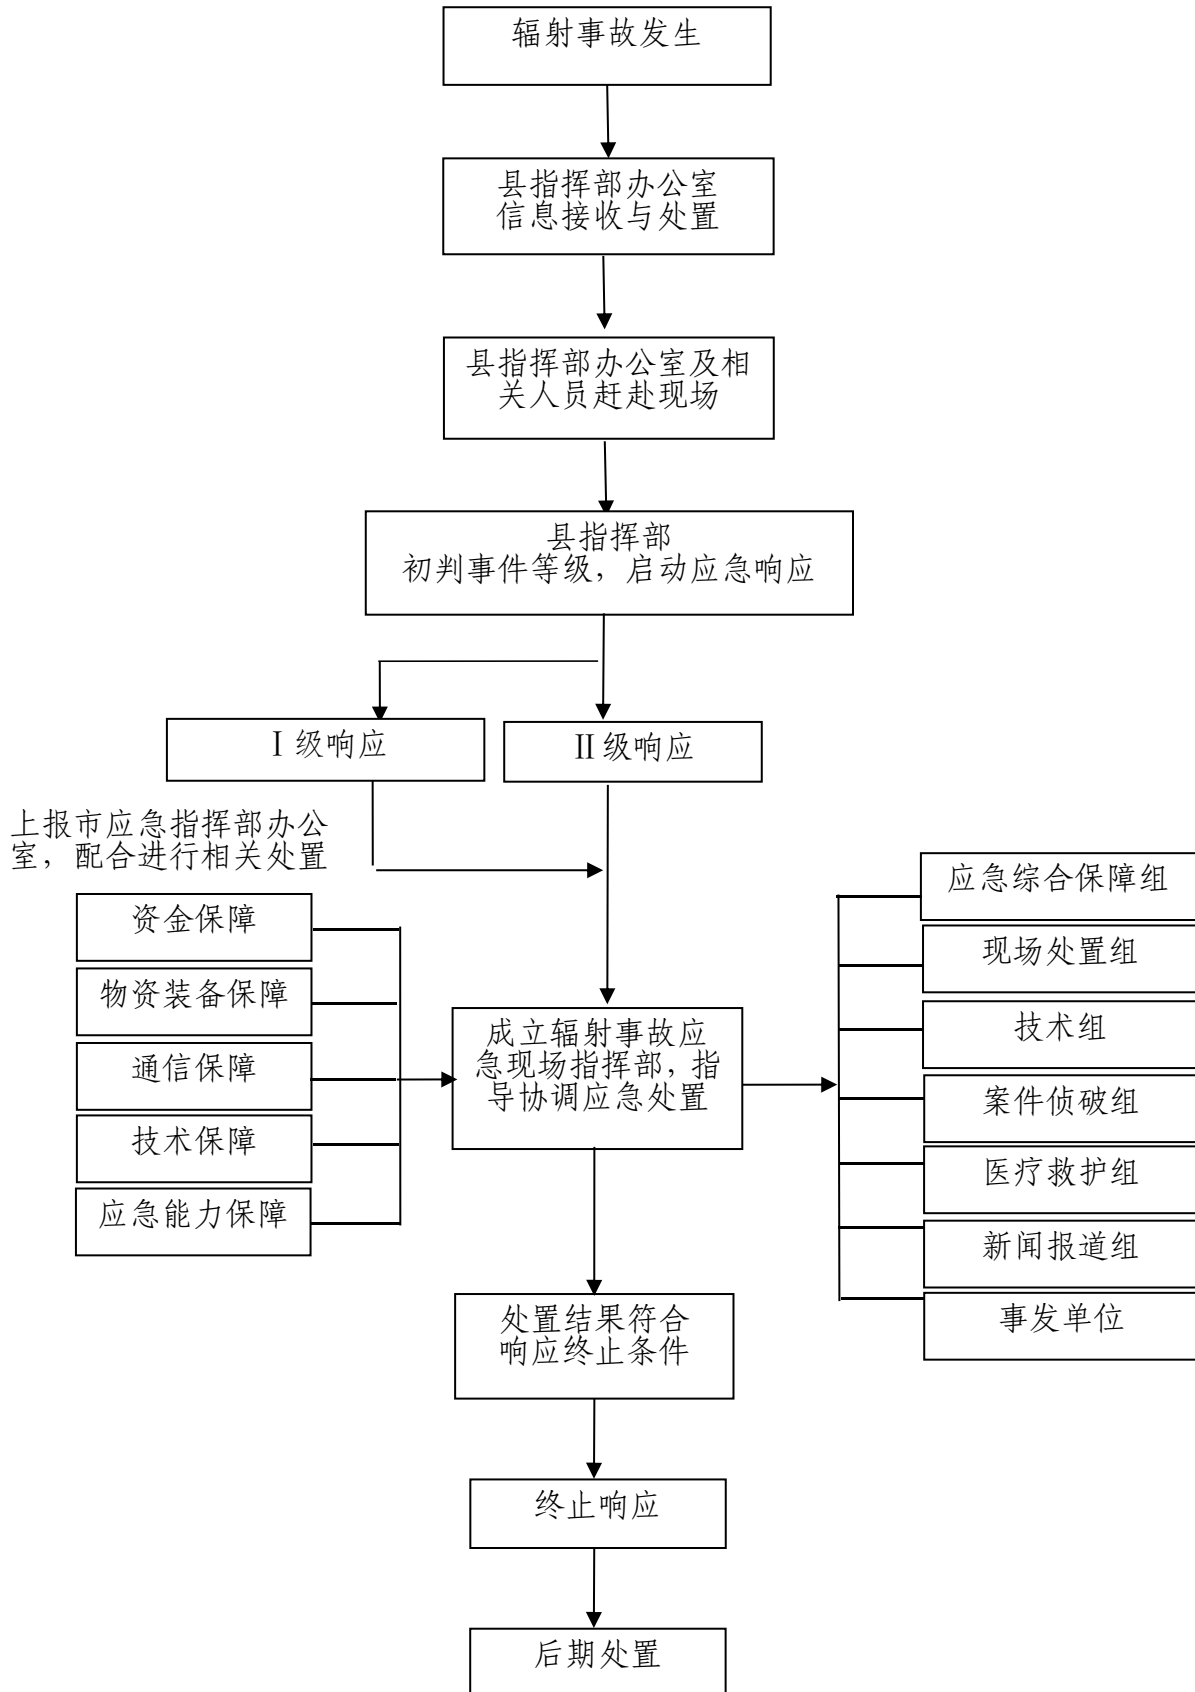 辐射事故发生
县指挥部办公室
信息接收与处置
县指挥部办公室及相
关人员赶赴现场
县指挥部
初判事件等级，启动应急响应
Ⅰ级响应
Ⅱ级响应
上报市应急指挥部办公
室，配合进行相关处置
资金保障
物资装备保障
通信保障
技术保障
应急能力保障
成立辐射事故应
急现场指挥部，指
导协调应急处置
应急综合保障组
现场处置组
技术组
案件侦破组
医疗救护组
新闻报道组
事发单位
处置结果符合
响应终止条件
终止响应
后期处置